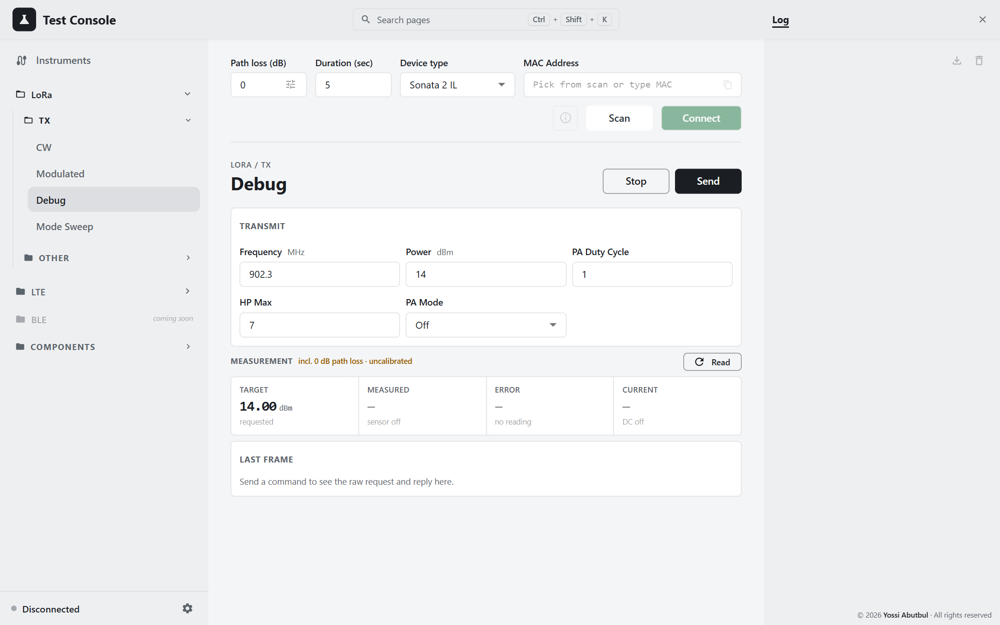 Test Console
Search pages
Ctrl + Shift + K
Log
Instruments
LoRa
TX
CW
Modulated
Debug
Mode Sweep
OTHER
LTE
BLE
coming soon
COMPONENTS
Disconnected
Path loss (dB)
0
Duration (sec)
5
Device type
Sonata 2 IL
MAC Address
Pick from scan or type MAC
Scan
Connect
LORA / TX
Debug
Stop
Send
TRANSMIT
Frequency MHz
902.3
Power dBm
14
PA Duty Cycle
1
HP Max
7
PA Mode
Off
MEASUREMENT incl. 0 dB path loss · uncalibrated
Read
TARGET
14.00 dBm
requested
MEASURED
—
sensor off
ERROR
—
no reading
CURRENT
—
DC off
LAST FRAME
Send a command to see the raw request and reply here.
© 2026 Yossi Abutbul · All rights reserved